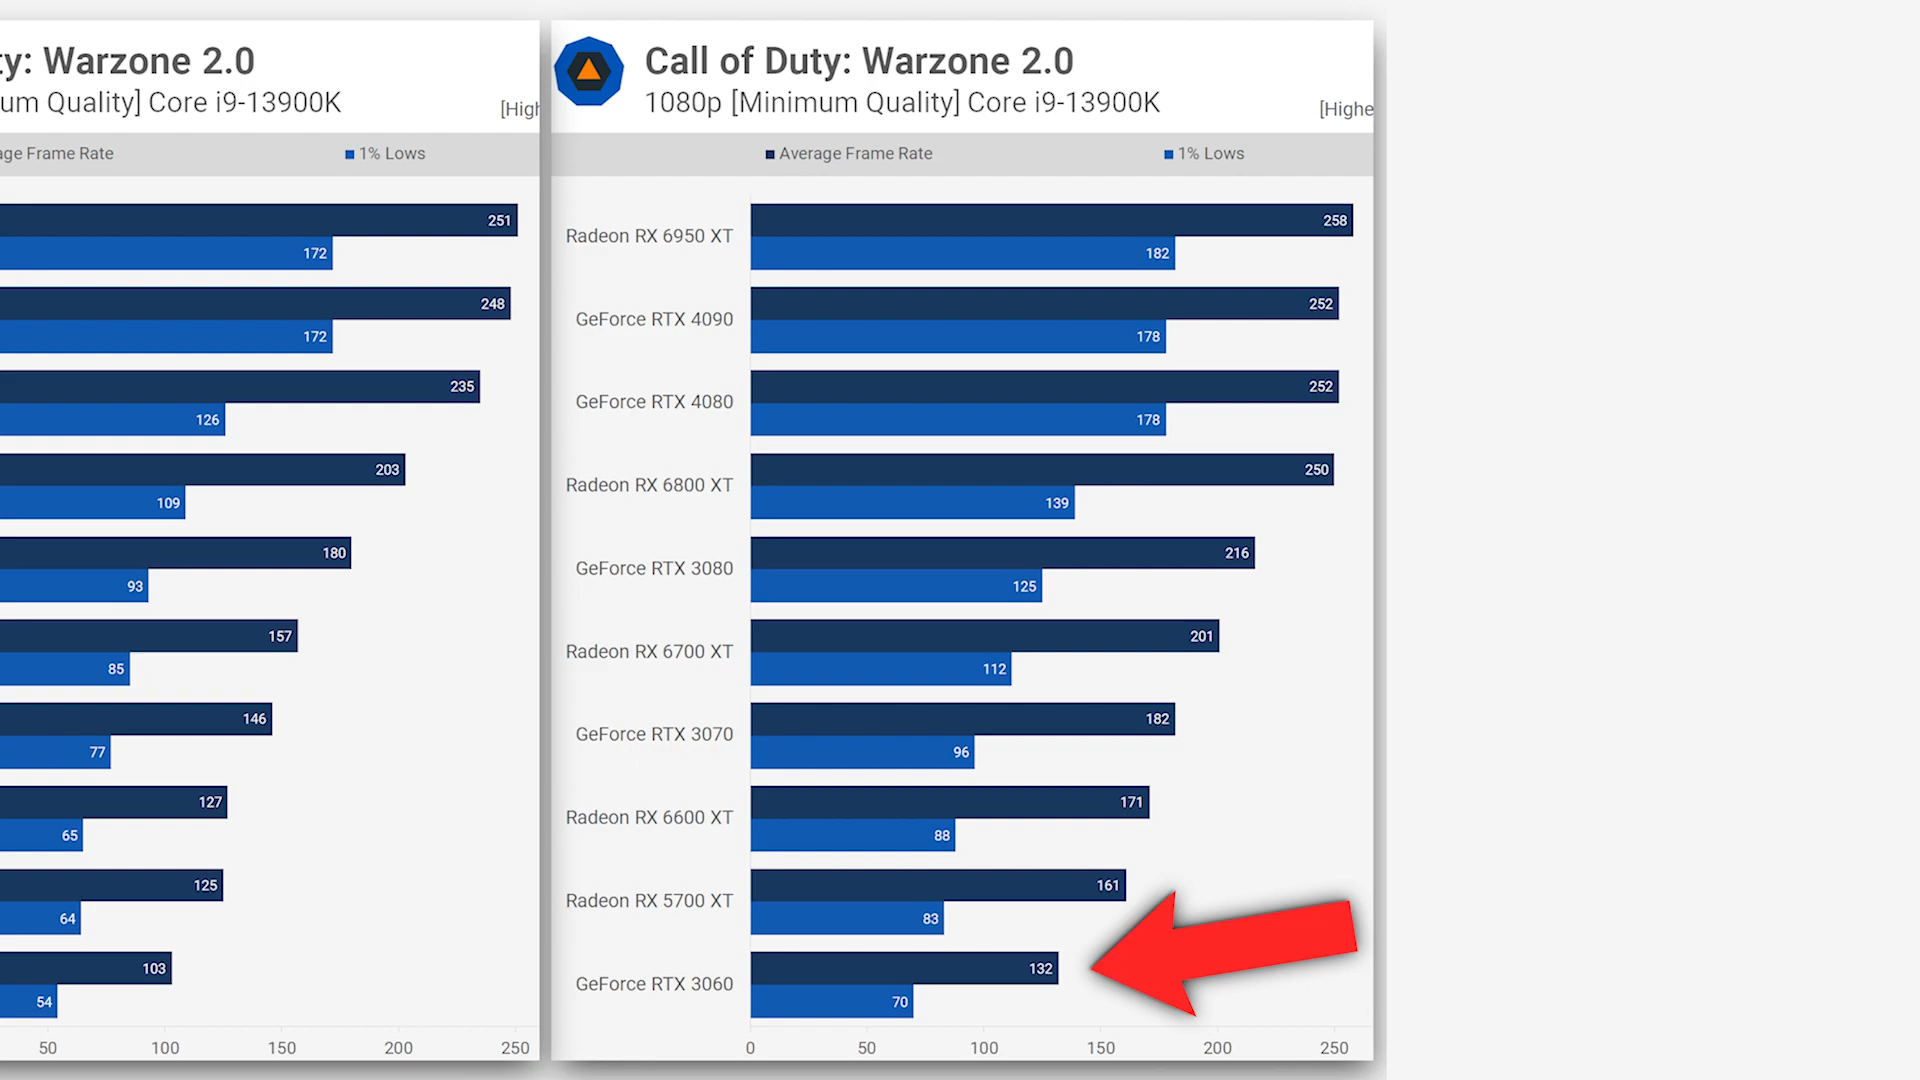 ty: Warzone 2.0
um Quality] Core i9-13900K
[High
age Frame Rate
1% Lows
251
172
248
172
235
126
203
109
180
93
157
85
146
77
127
65
125
64
103
54
50 100 150 200 250
Call of Duty: Warzone 2.0
1080p [Minimum Quality] Core i9-13900K
[Highe
Average Frame Rate
1% Lows
Radeon RX 6950 XT
258
182
GeForce RTX 4090
252
178
GeForce RTX 4080
252
178
Radeon RX 6800 XT
250
139
GeForce RTX 3080
216
125
Radeon RX 6700 XT
201
112
GeForce RTX 3070
182
96
Radeon RX 6600 XT
171
88
Radeon RX 5700 XT
161
83
GeForce RTX 3060
132
70
0 50 100 150 200 250